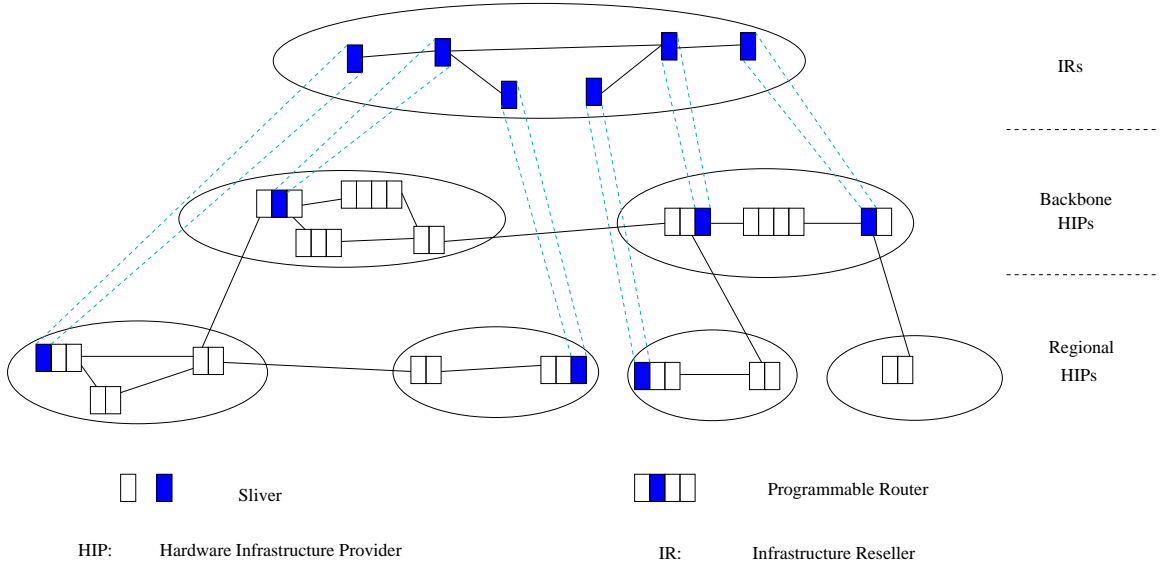 IRs
Backbone
HIPs
Regional
HIPs
Sliver
Programmable Router
HIP: Hardware Infrastructure Provider
IR: Infrastructure Reseller